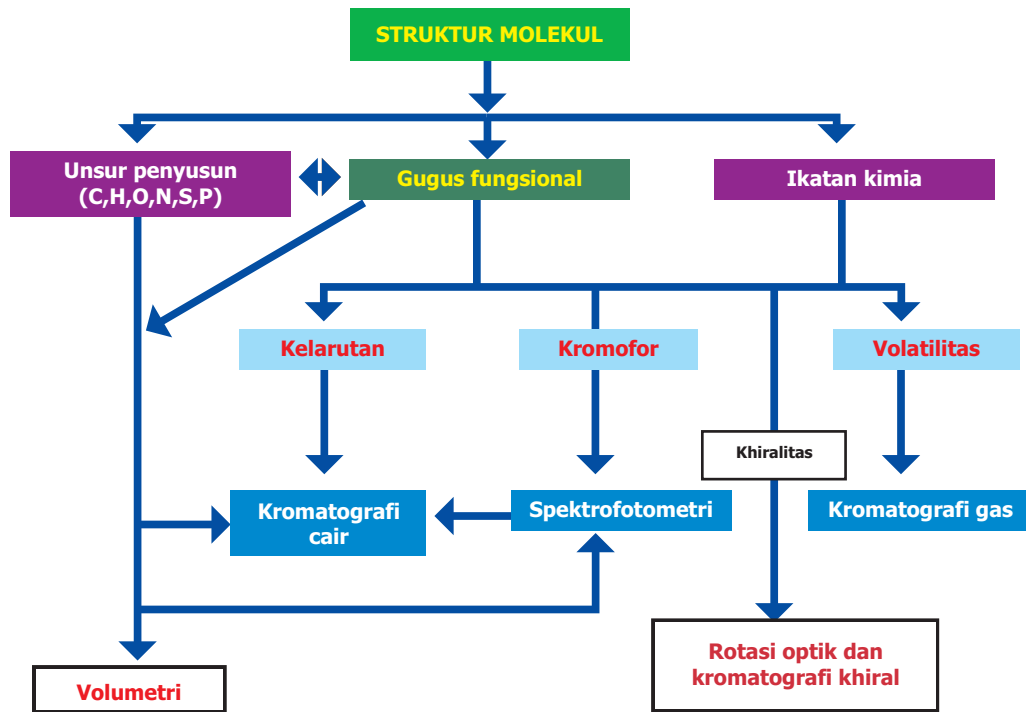 STRUKTUR MOLEKUL
Unsur penyusun
(C,H,O,N,S,P)
Gugus fungsional
Ikatan kimia
Kelarutan
Kromofor
Volatilitas
Khiralitas
Kromatografi
cair
Spektrofotometri
Kromatografi gas
Volumetri
Rotasi optik dan
kromatografi khiral